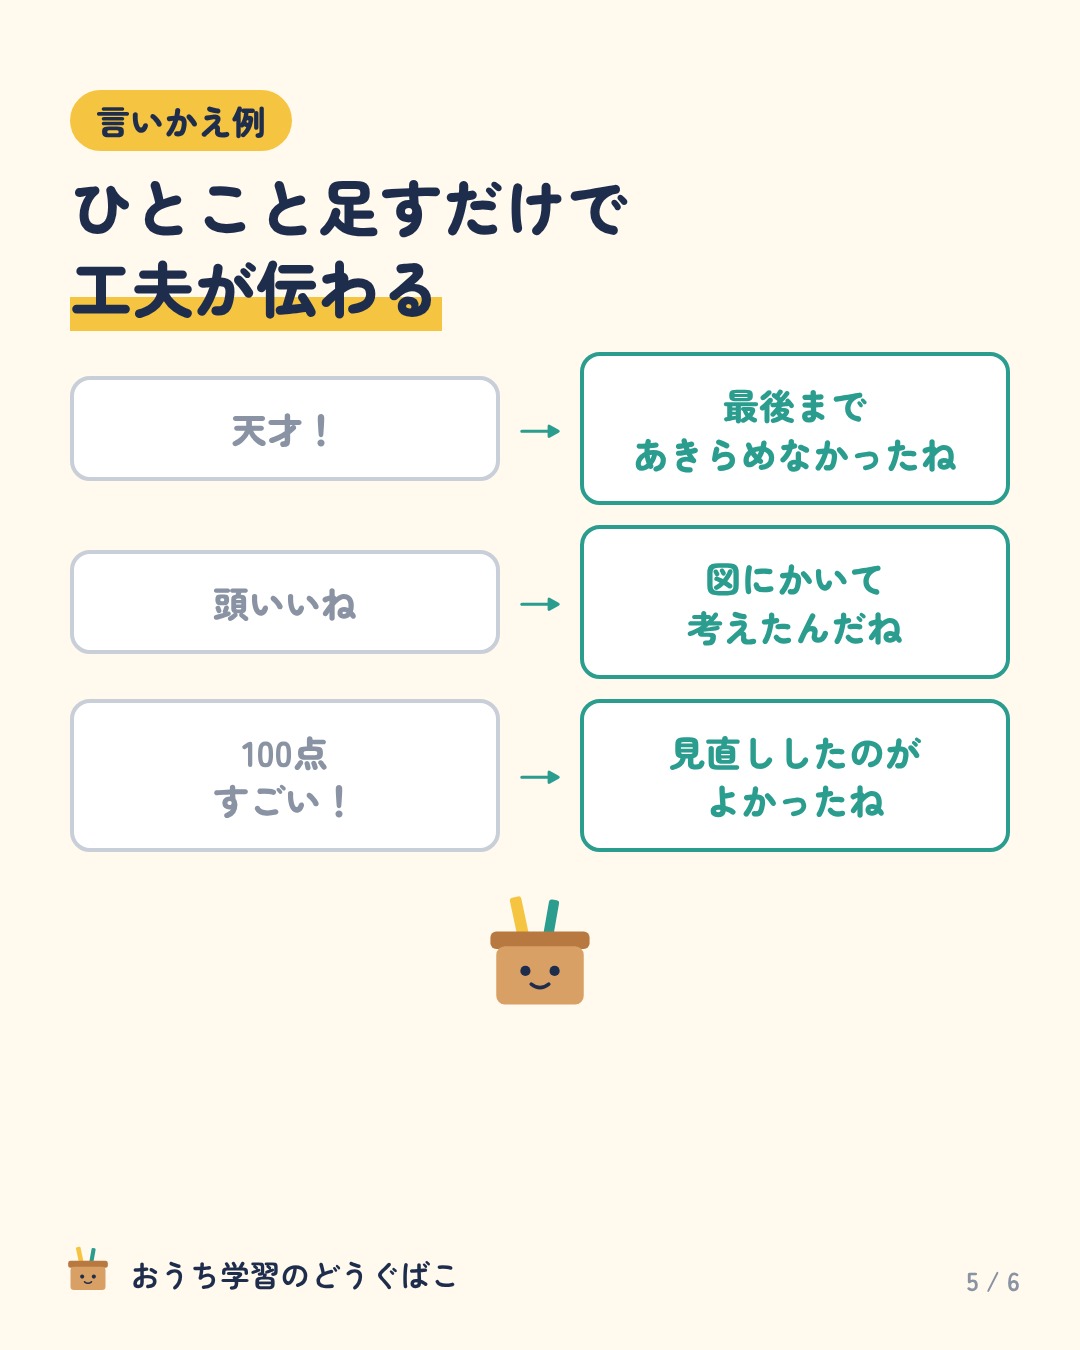 言いかえ例
ひとこと足すだけで
工夫が伝わる
天才！
最後まで
あきらめなかったね
頭いいね
図にかいて
考えたんだね
100点
すごい！
見直ししたのが
よかったね
おうち学習のどうぐばこ
5 / 6